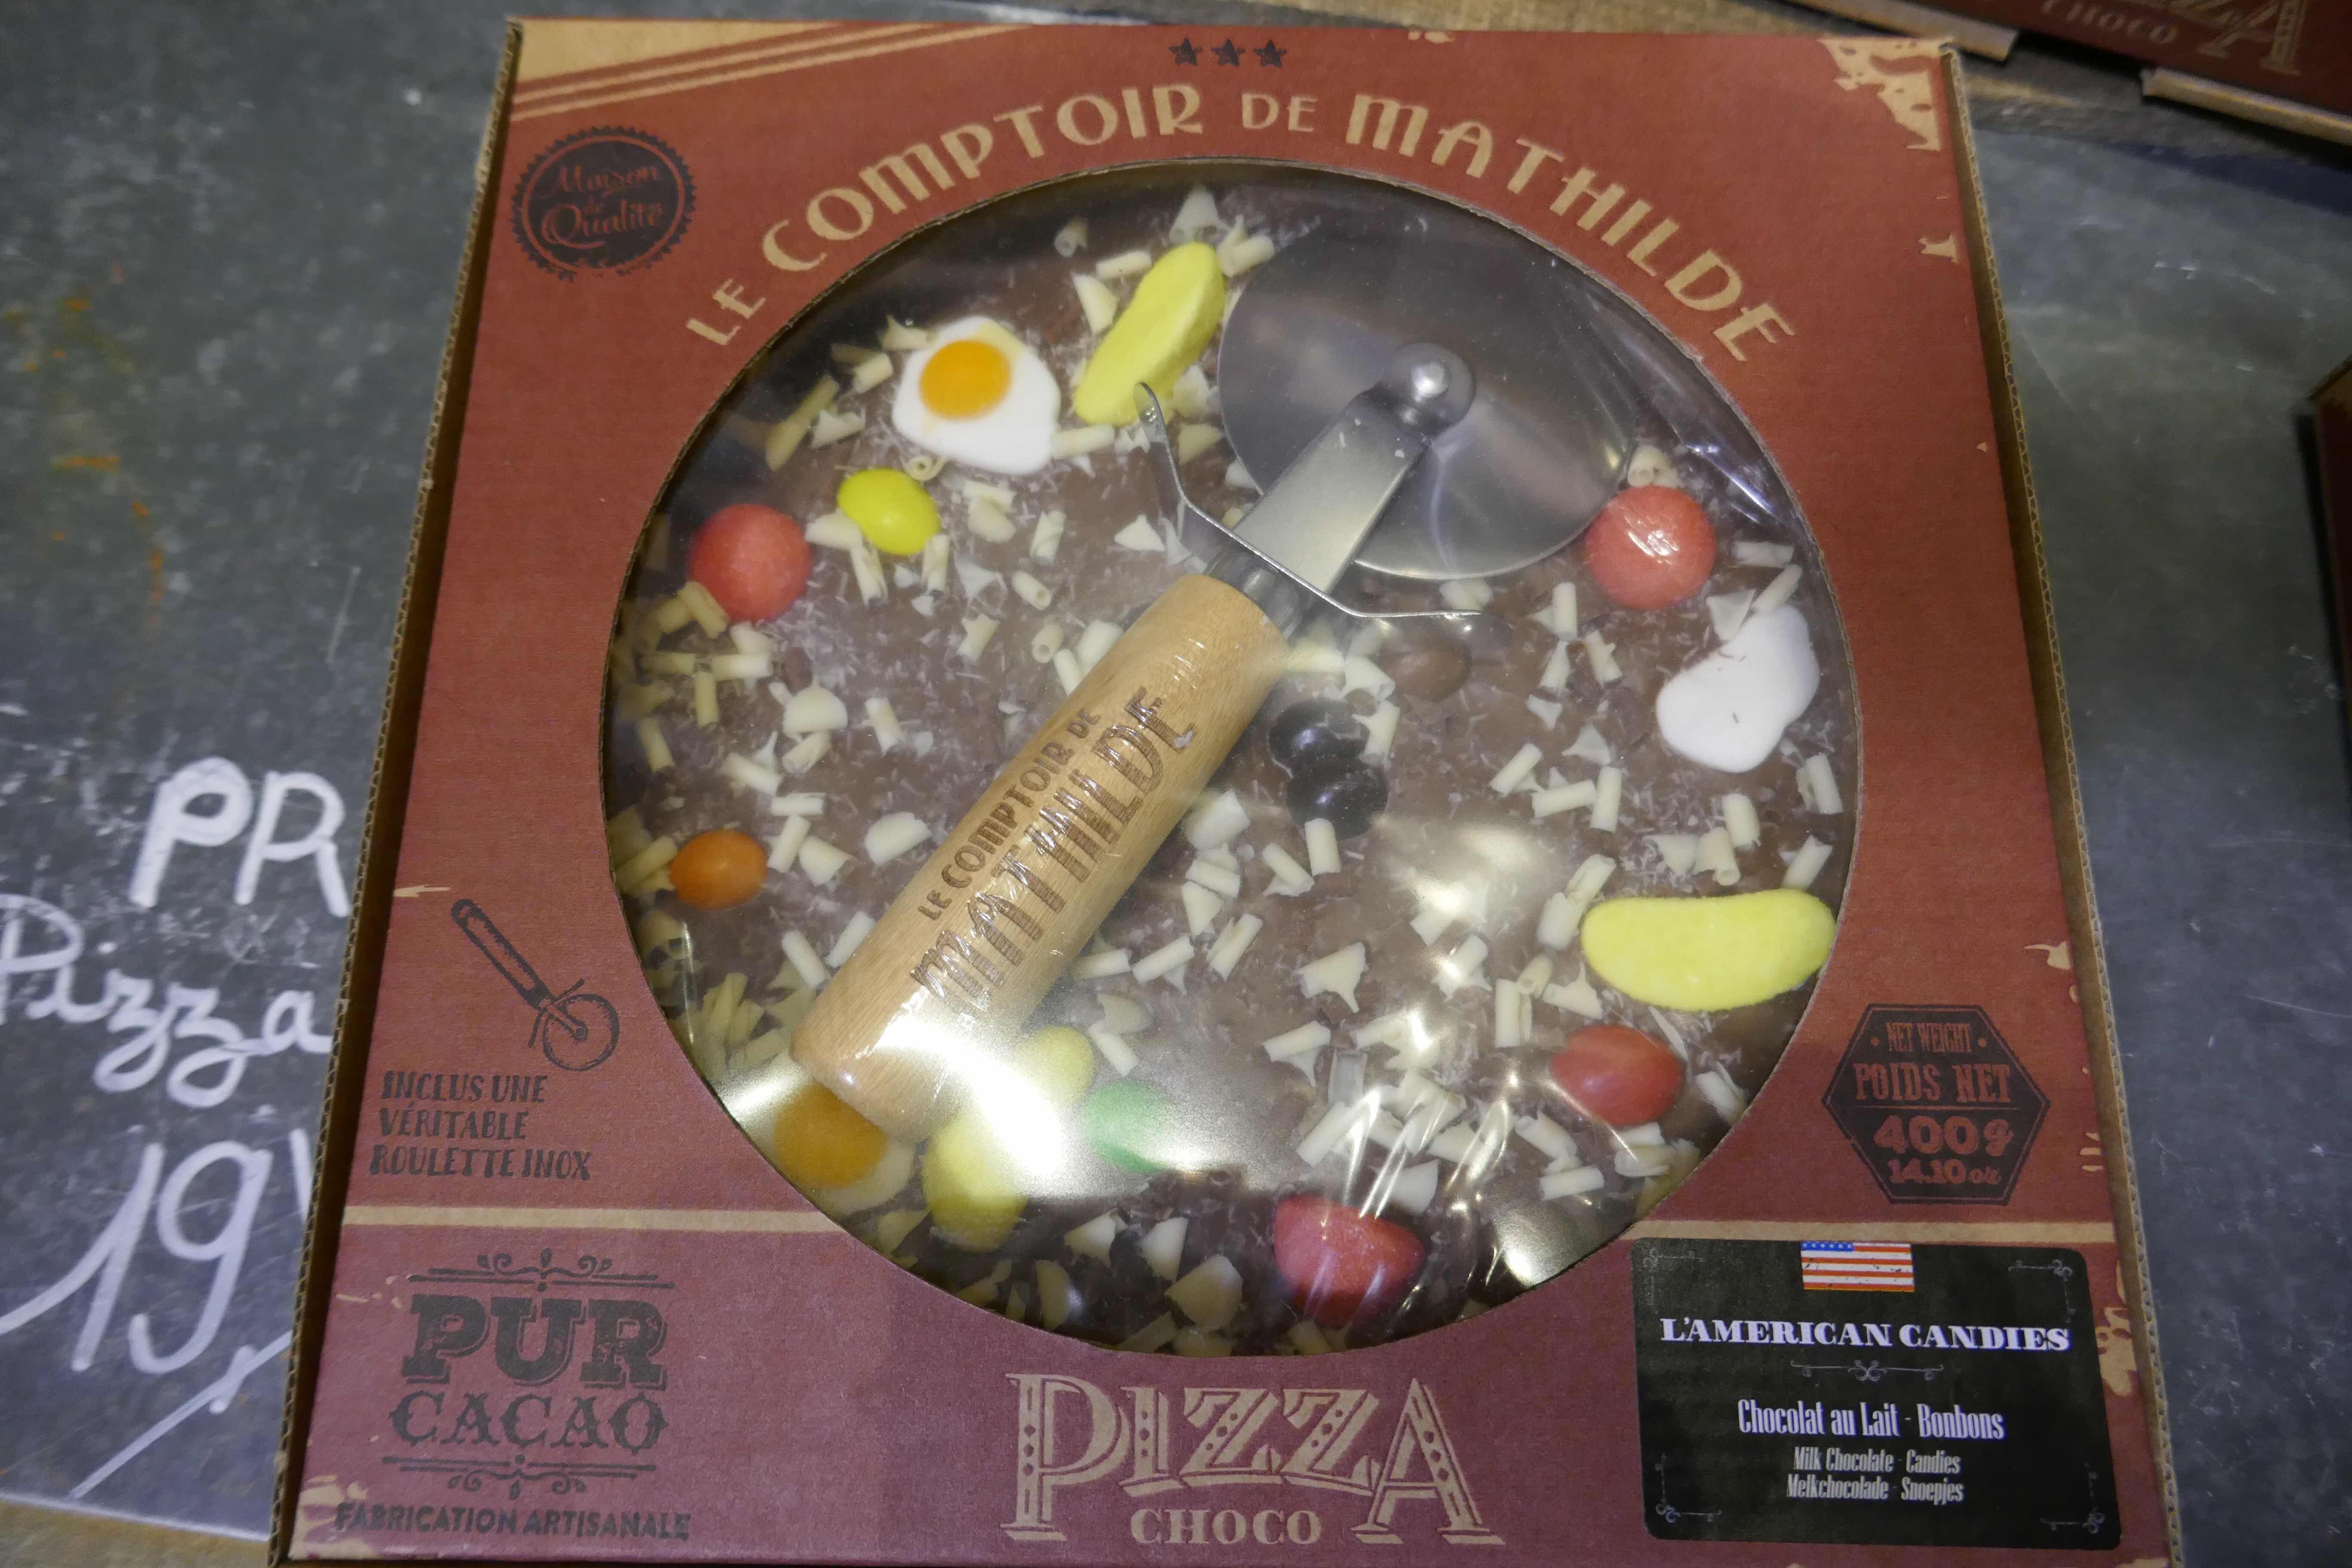 CHOCO
LE COMPTOIR DE MATHILDE
Maison
de
Qualité
LE COMPTOIR DE
MATHILDE
PR
Pizza
19
INCLUS UNE
VÉRITABLE
ROULETTE INOX
NET WEIGHT
POIDS NET
400g
14.10 oz
PUR
CACAO
FABRICATION ARTISANALE
PIZZA
CHOCO
L'AMERICAN CANDIES
Chocolat au Lait - Bonbons
Milk Chocolate - Candies
Melkchocolade - Snoepjes